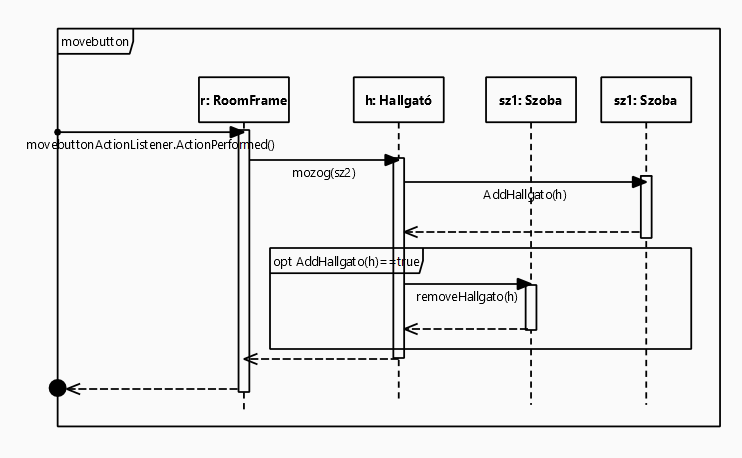 movebutton
r: RoomFrame
h: Hallgató
sz1: Szoba
sz1: Szoba
movebuttonActionListener.ActionPerformed()
mozog(sz2)
AddHallgato(h)
opt AddHallgato(h)==true
removeHallgato(h)